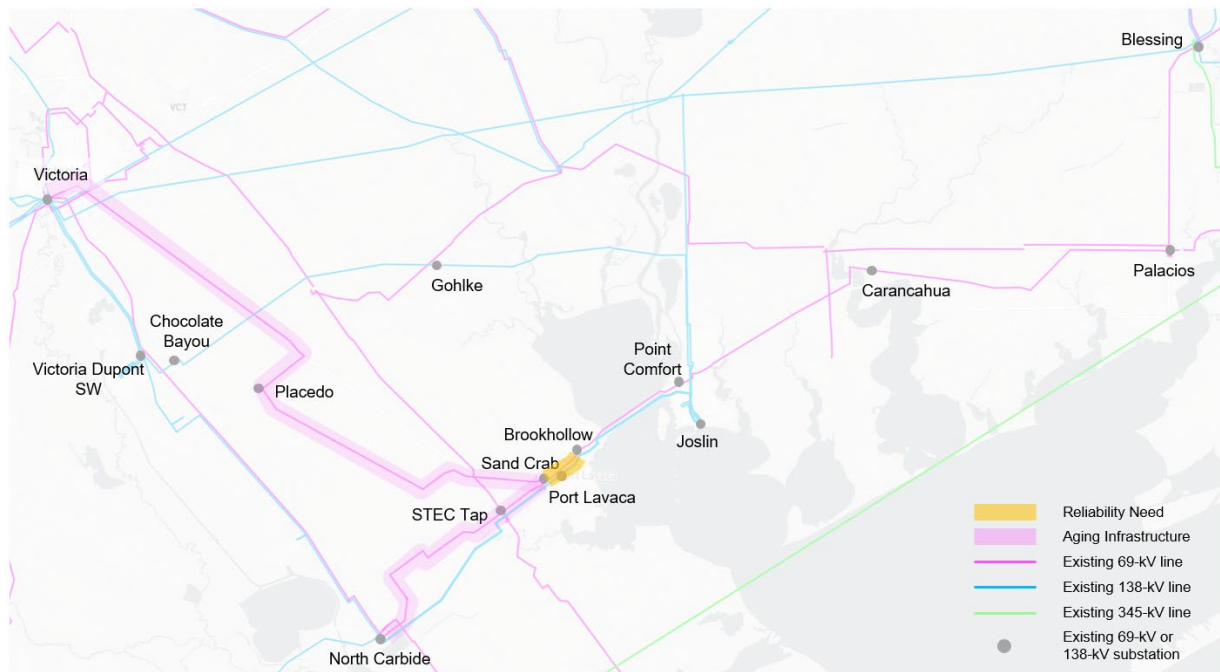 Blessing
VCT
Victoria
Palacios
Gohlke
Carancahua
Chocolate
Bayou
Point
Comfort
Victoria Dupont
SW
Placedo
Brookhollow
Joslin
Sand Crab
Port Lavaca
STEC Tap
North Carbide
Reliability Need
Aging Infrastructure
Existing 69-kV line
Existing 138-kV line
Existing 345-kV line
Existing 69-kV or
138-kV substation